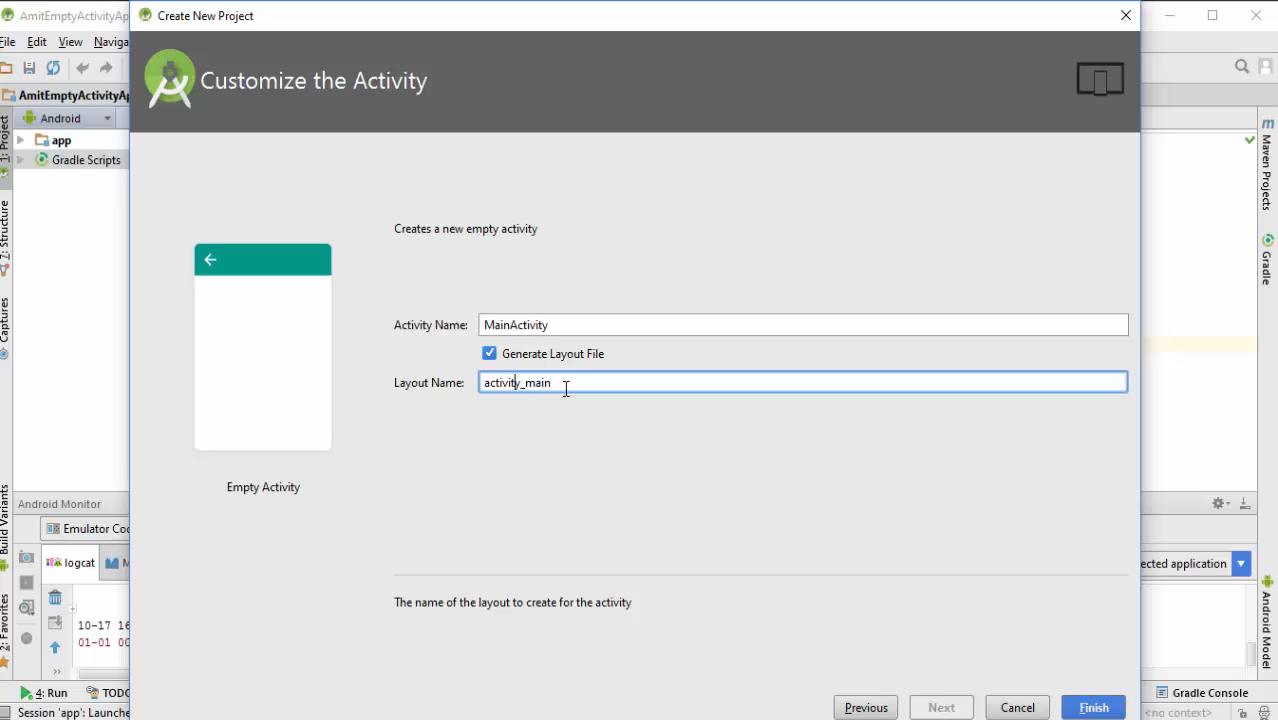 AmitEmptyActivityAp
Create New Project
File Edit View Naviga
Customize the Activity
AmitEmptyActivityAp
Android
1: Project
app
Gradle Scripts
Maven Projects
7: Structure
Gradle
Creates a new empty activity
Captures
Activity Name: MainActivity
Generate Layout File
Layout Name: activity_main
Empty Activity
Build Variants
Android Monitor
Emulator Co
logcat
ected application
2: Favorites
The name of the layout to create for the activity
Android Model
10-17 16
01-01 00
4: Run TODO
Gradle Console
Previous Next Cancel Finish
Session 'app': Launche
<no context>